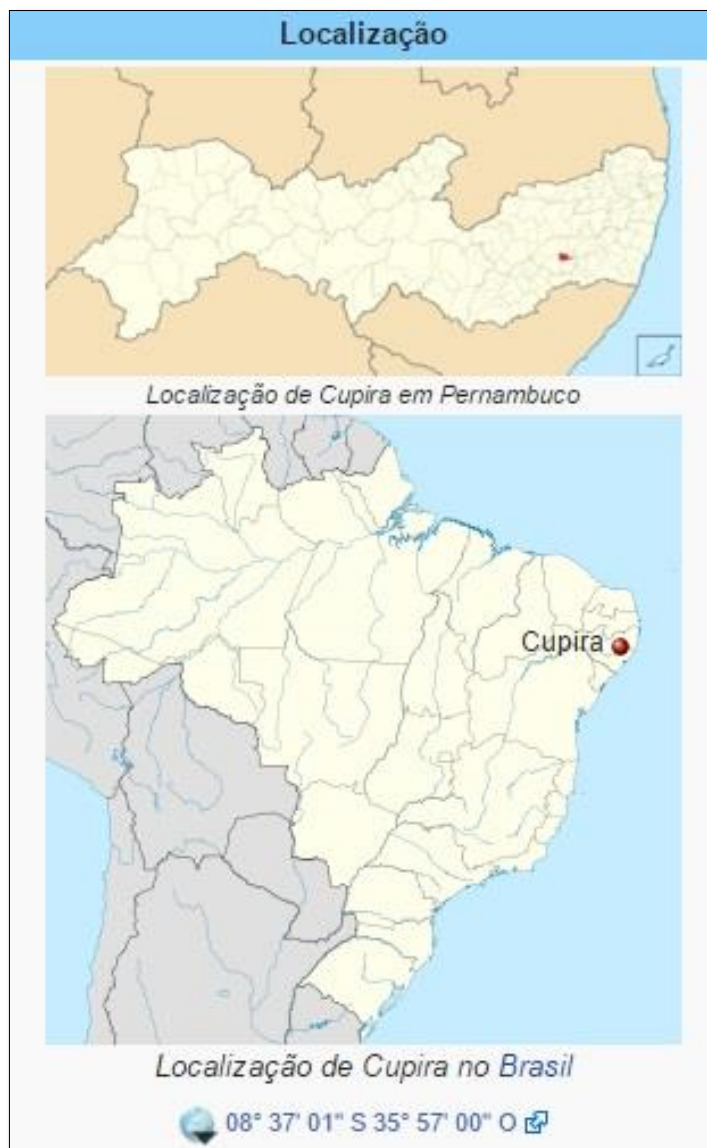 Localização
Localização de Cupira em Pernambuco
Cupira
Localização de Cupira no Brasil
08° 37' 01" S 35° 57' 00" O